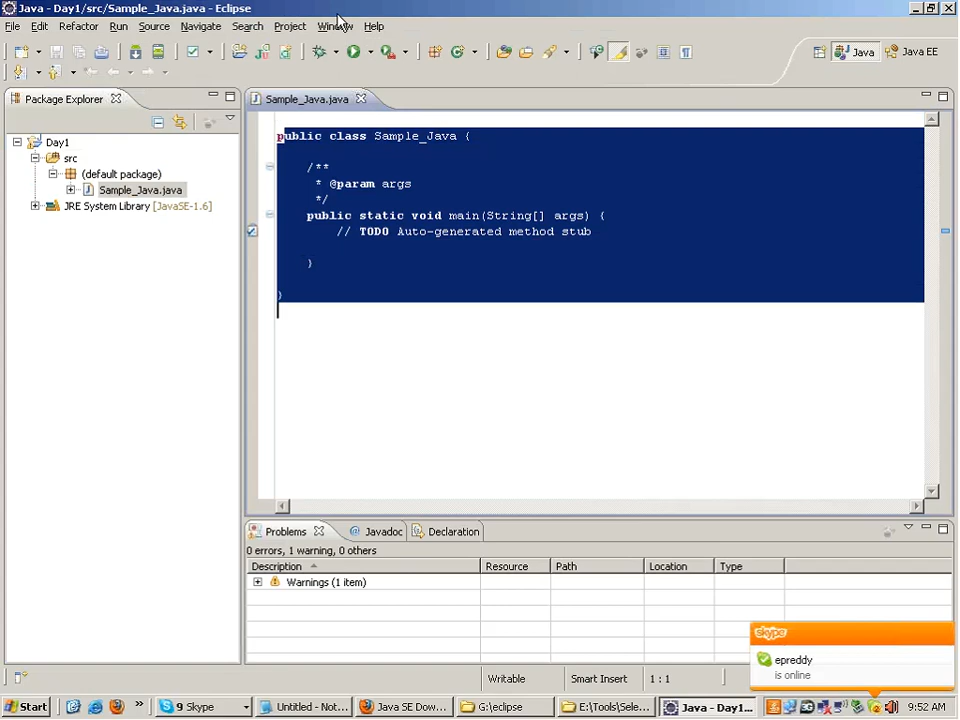 Java - Day1/src/Sample_Java.java - Eclipse
File Edit Refactor Run Source Navigate Search Project Window Help
Java
Java EE
Package Explorer
Day1
src
(default package)
Sample_Java.java
JRE System Library [JavaSE-1.6]
Sample_Java.java
public class Sample_Java {
/**
* @param args
*/
public static void main(String[] args) {
// TODO Auto-generated method stub
}
}
Problems
@ Javadoc
Declaration
0 errors, 1 warning, 0 others
Description Resource Path Location Type
Warnings (1 item)
skype
epreddy
is online
Writable Smart Insert 1 : 1
Start
»
9 Skype
Untitled - Not...
Java SE Dow...
G:\eclipse
E:\Tools\Sele...
Java - Day1...
9:52 AM